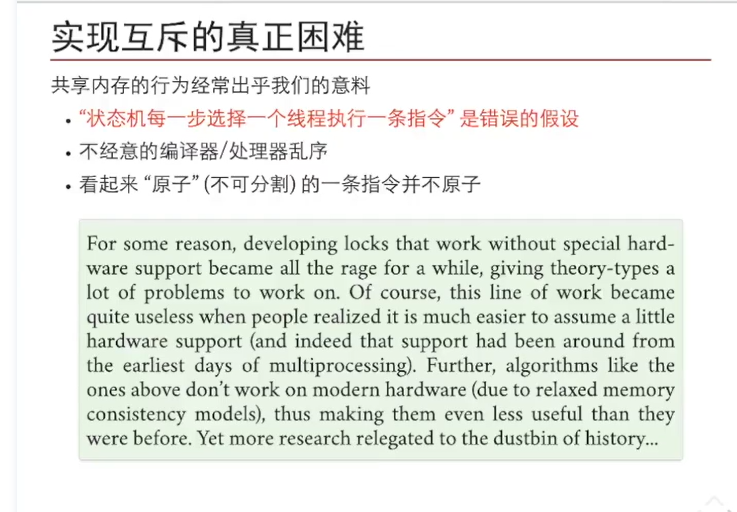 实现互斥的真正困难
共享内存的行为经常出乎我们的意料
• “状态机每一步选择一个线程执行一条指令” 是错误的假设
• 不经意的编译器/处理器乱序
• 看起来 “原子” (不可分割) 的一条指令并不原子
For some reason, developing locks that work without special hard-
ware support became all the rage for a while, giving theory-types a
lot of problems to work on. Of course, this line of work became
quite useless when people realized it is much easier to assume a little
hardware support (and indeed that support had been around from
the earliest days of multiprocessing). Further, algorithms like the
ones above don’t work on modern hardware (due to relaxed memory
consistency models), thus making them even less useful than they
were before. Yet more research relegated to the dustbin of history...